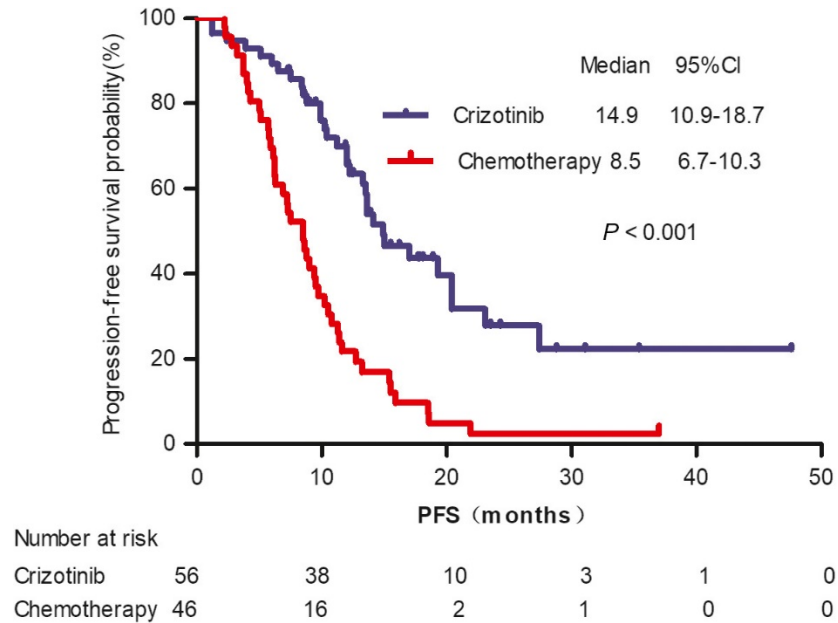 Progression-free survival probability(%)
100
80
60
40
20
0
Median 95%CI
Crizotinib 14.9 10.9-18.7
Chemotherapy 8.5 6.7-10.3
P < 0.001
0 10 20 30 40 50
PFS（months）
Number at risk
Crizotinib 56 38 10 3 1 0
Chemotherapy 46 16 2 1 0 0